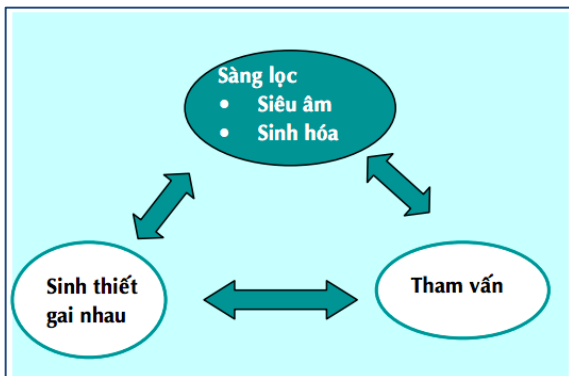 Sàng lọc
• Siêu âm
• Sinh hóa
Sinh thiết
gai nhau
Tham vấn